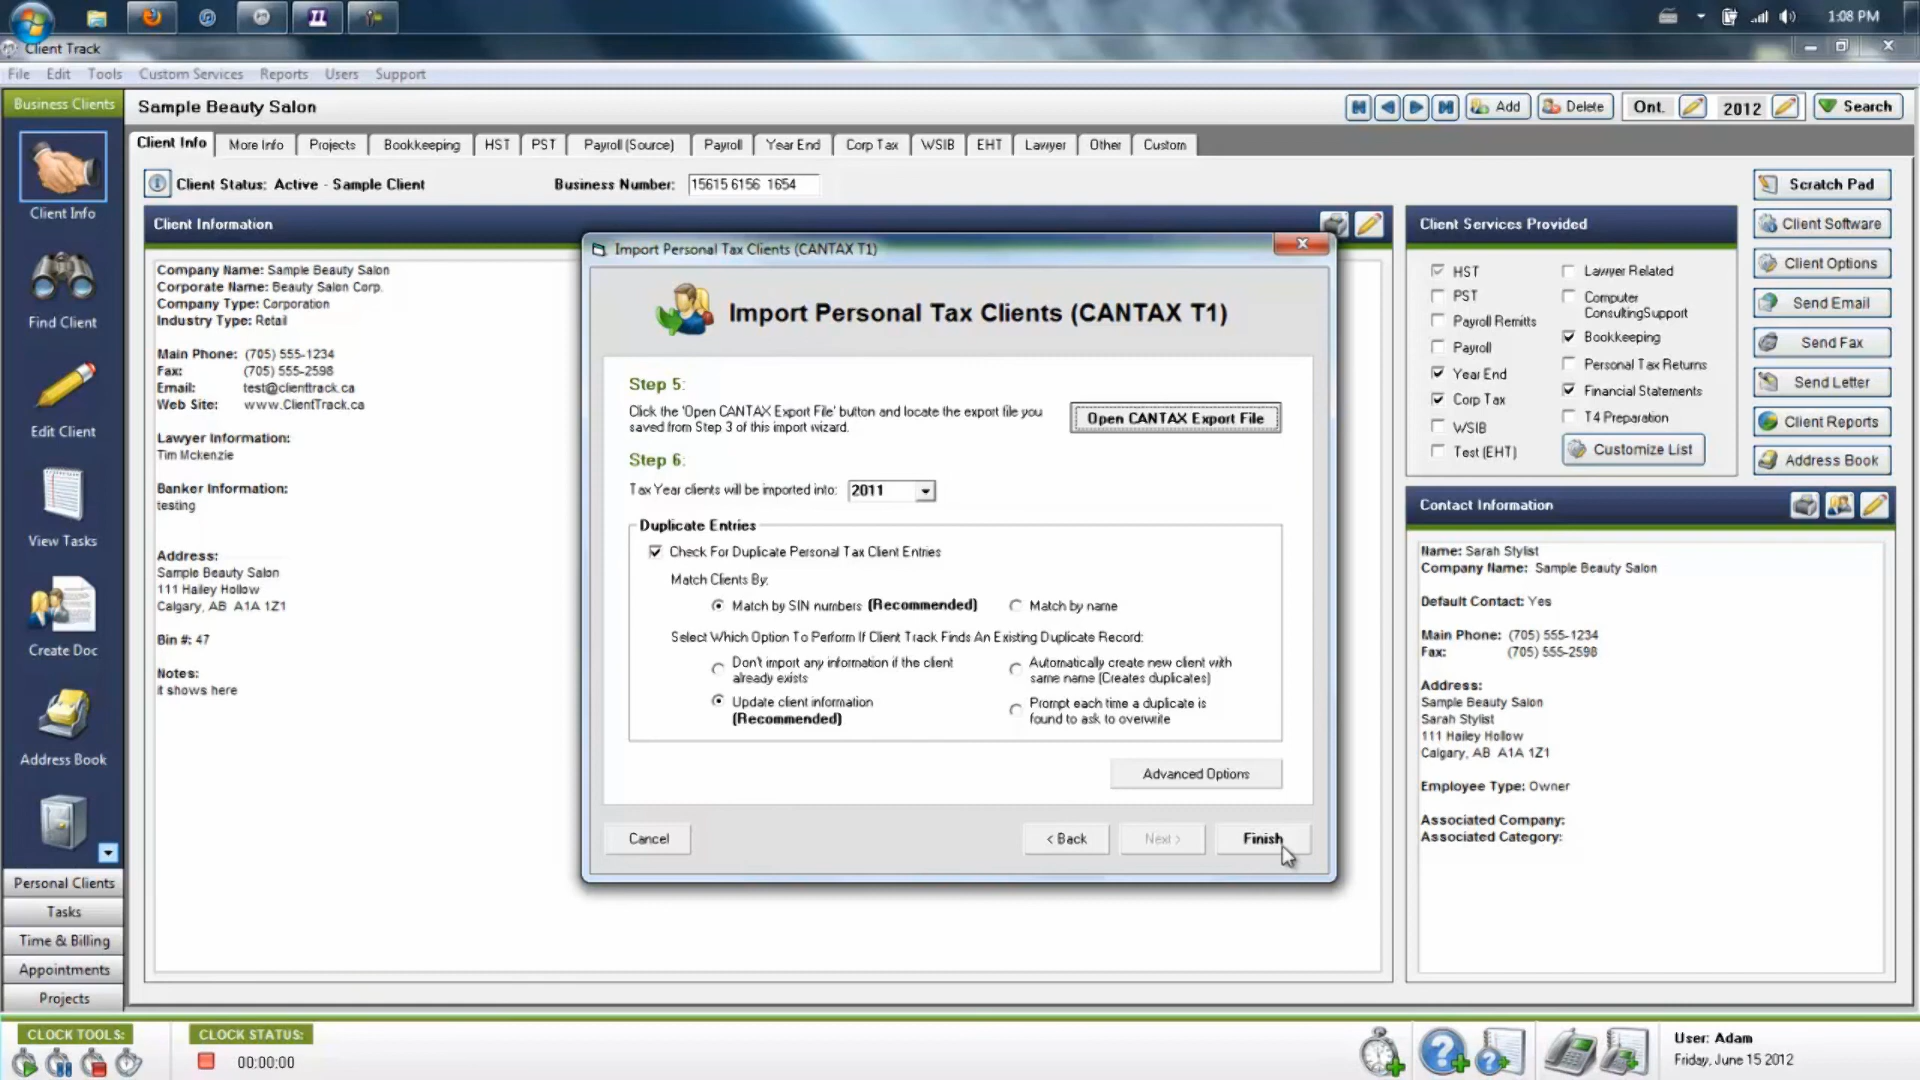 1:08 PM
Client Track
File Edit Tools Custom Services Reports Users Support
Business Clients
Sample Beauty Salon
Add
Delete
Ont.
2012
Search
Client Info More Info Projects Bookkeeping HST PST Payroll (Source) Payroll Year End Corp Tax WSIB EHT Lawyer Other Custom
Client Status: Active - Sample Client
Business Number: 15615 6156 1654
Client Info
Find Client
Edit Client
View Tasks
Create Doc
Address Book
Personal Clients
Tasks
Time & Billing
Appointments
Projects
Client Information
Company Name: Sample Beauty Salon
Corporate Name: Beauty Salon Corp.
Company Type: Corporation
Industry Type: Retail
Main Phone: (705) 555-1234
Fax: (705) 555-2598
Email: test@clienttrack.ca
Web Site: www.ClientTrack.ca
Lawyer Information:
Tim Mckenzie
Banker Information:
testing
Address:
Sample Beauty Salon
111 Hailey Hollow
Calgary, AB A1A 1Z1
Bin #: 47
Notes:
it shows here
Import Personal Tax Clients (CANTAX T1)
Import Personal Tax Clients (CANTAX T1)
Step 5:
Click the 'Open CANTAX Export File' button and locate the export file you
saved from Step 3 of this import wizard.
Open CANTAX Export File
Step 6:
Tax Year clients will be imported into: 2011
Duplicate Entries
Check For Duplicate Personal Tax Client Entries
Match Clients By:
Match by SIN numbers (Recommended)
Match by name
Select Which Option To Perform If Client Track Finds An Existing Duplicate Record:
Don't import any information if the client
already exists
Automatically create new client with
same name (Creates duplicates)
Update client information
(Recommended)
Prompt each time a duplicate is
found to ask to overwrite
Advanced Options
Cancel
< Back
Next >
Finish
Client Services Provided
HST
PST
Payroll Remitts
Payroll
Year End
Corp Tax
WSIB
Test (EHT)
Lawyer Related
Computer
ConsultingSupport
Bookkeeping
Personal Tax Returns
Financial Statements
T4 Preparation
Customize List
Scratch Pad
Client Software
Client Options
Send Email
Send Fax
Send Letter
Client Reports
Address Book
Contact Information
Name: Sarah Stylist
Company Name: Sample Beauty Salon
Default Contact: Yes
Main Phone: (705) 555-1234
Fax: (705) 555-2598
Address:
Sample Beauty Salon
Sarah Stylist
111 Hailey Hollow
Calgary, AB A1A 1Z1
Employee Type: Owner
Associated Company:
Associated Category:
CLOCK TOOLS:
CLOCK STATUS:
00:00:00
User: Adam
Friday, June 15 2012